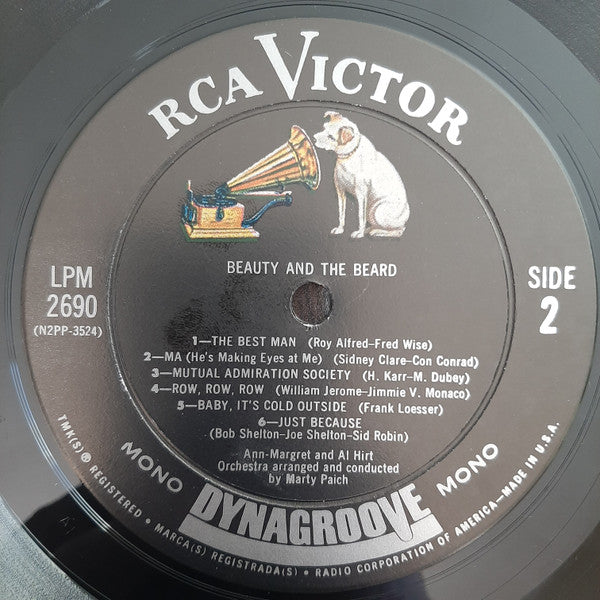 RCA VICTOR
BEAUTY AND THE BEARD
LPM
2690
(N2PP-3524)
SIDE
2
1—THE BEST MAN (Roy Alfred-Fred Wise)
2—MA (He's Making Eyes at Me) (Sidney Clare-Con Conrad)
3—MUTUAL ADMIRATION SOCIETY (H. Karr-M. Dubey)
4—ROW, ROW, ROW (William Jerome-Jimmie V. Monaco)
5—BABY, IT'S COLD OUTSIDE (Frank Loesser)
6—JUST BECAUSE
(Bob Shelton-Joe Shelton-Sid Robin)
Ann-Margret and Al Hirt
Orchestra arranged and conducted
by Marty Paich
MONO DYNAGROOVE MONO
TMK(S) ® REGISTERED • MARCA(S) REGISTRADA(S) • RADIO CORPORATION OF AMERICA—MADE IN U.S.A.